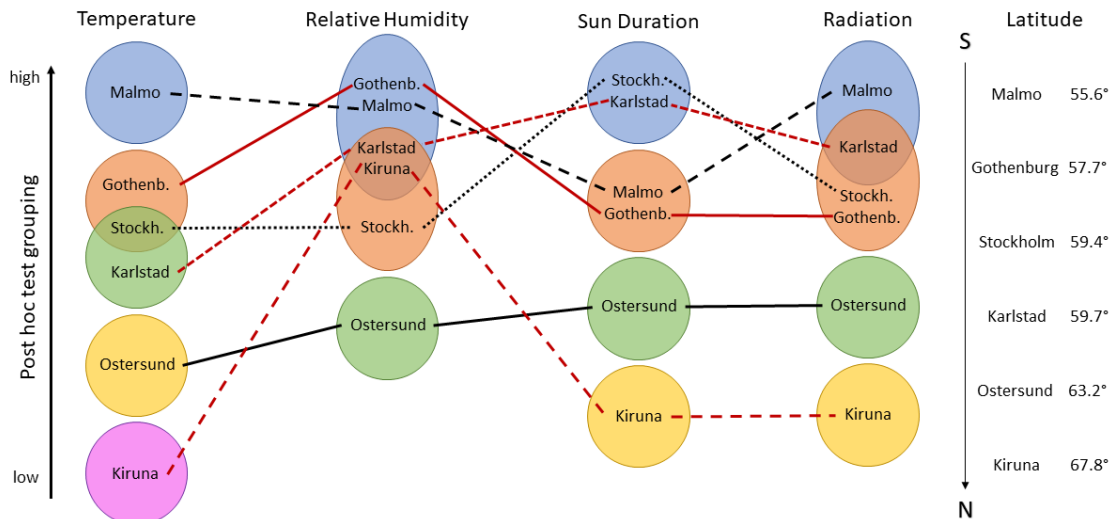 Temperature
Relative Humidity
Sun Duration
Radiation
Latitude
high
Post hoc test grouping
low
Malmo
Gothenb.
Stockh.
Karlstad
Ostersund
Kiruna
Gothenb.
Malmo
Karlstad
Kiruna
Stockh.
Ostersund
Stockh.
Karlstad
Malmo
Gothenb.
Ostersund
Kiruna
Malmo
Karlstad
Stockh.
Gothenb.
Ostersund
Kiruna
S
Malmo 55.6°
Gothenburg 57.7°
Stockholm 59.4°
Karlstad 59.7°
Ostersund 63.2°
Kiruna 67.8°
N